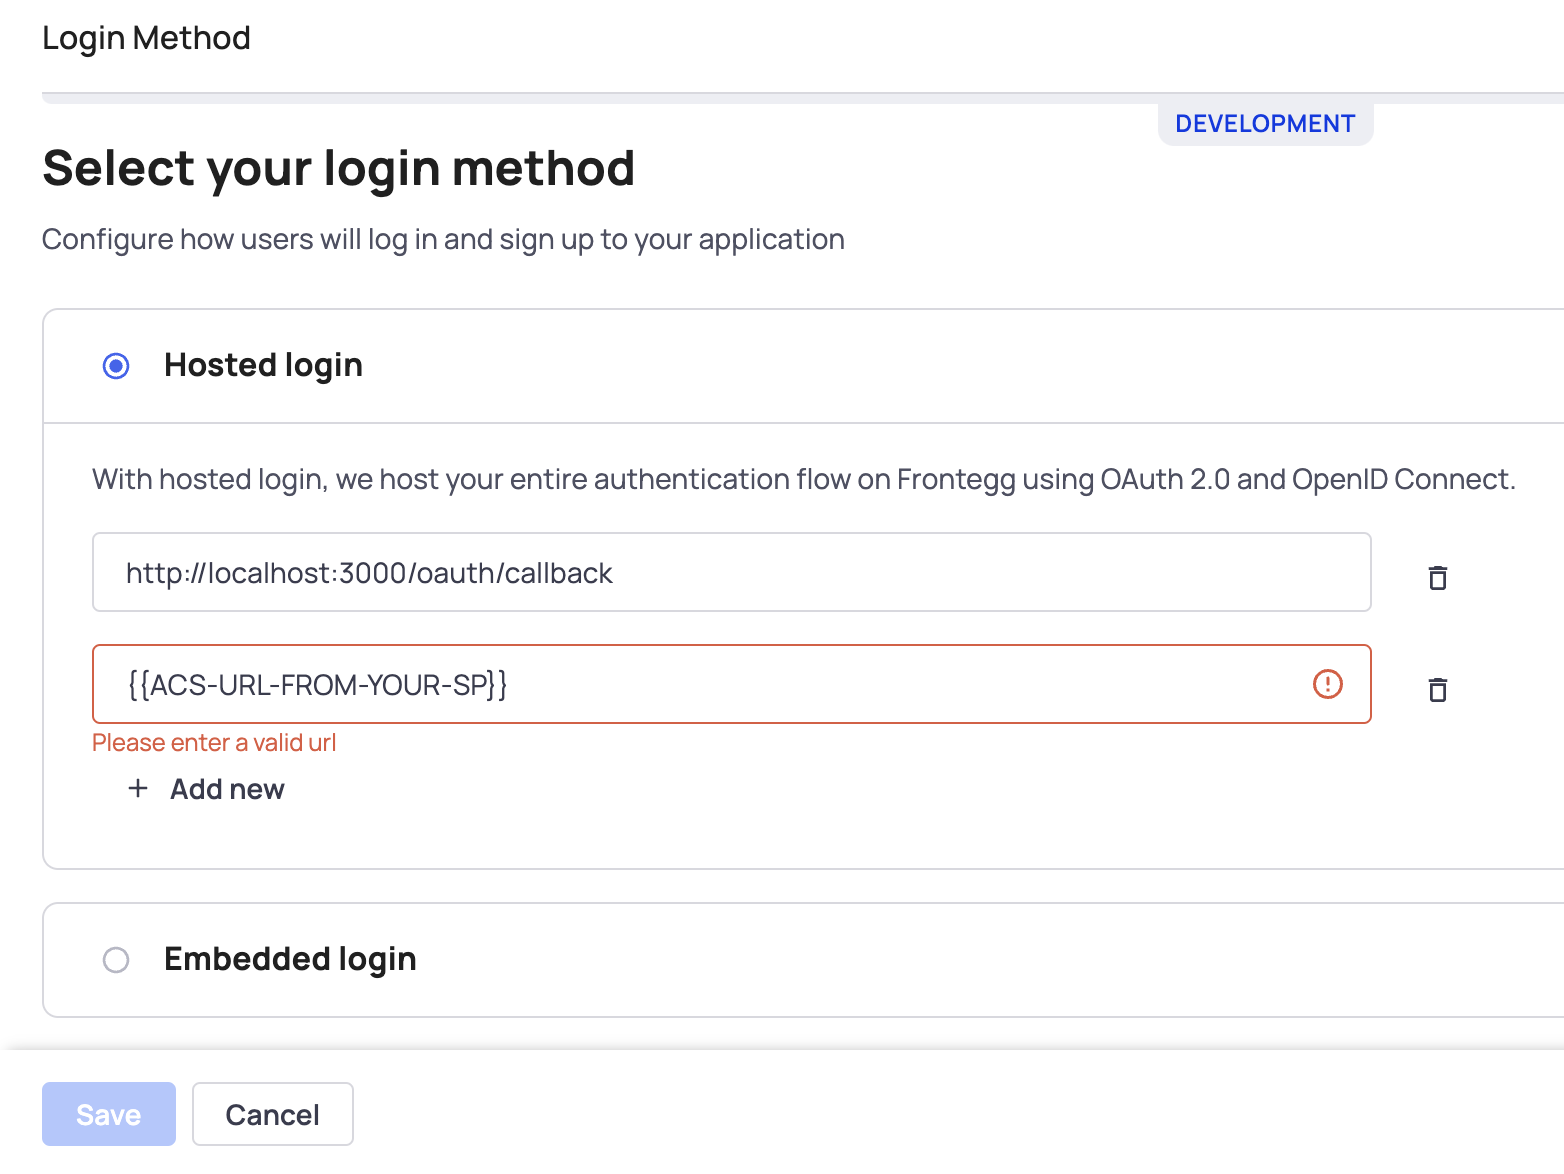 Login Method
DEVELOPMENT
Select your login method
Configure how users will log in and sign up to your application
Hosted login
With hosted login, we host your entire authentication flow on Frontegg using OAuth 2.0 and OpenID Connect.
http://localhost:3000/oauth/callback
{{ACS-URL-FROM-YOUR-SP}}
Please enter a valid url
+ Add new
Embedded login
Save
Cancel